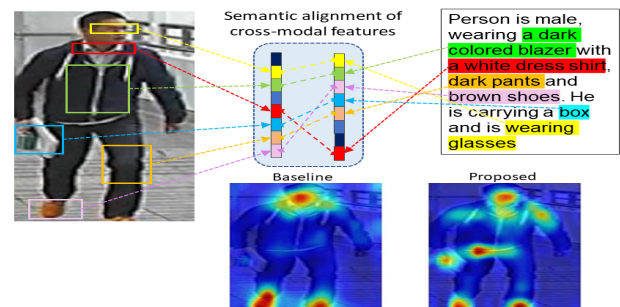 Semantic alignment of
cross-modal features
Person is male,
wearing a dark
colored blazer with
a white dress shirt,
dark pants and
brown shoes. He
is carrying a box
and is wearing
glasses
Baseline
Proposed